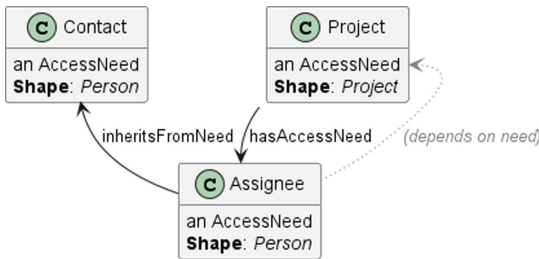 C Contact
an AccessNeed
Shape: Person
C Project
an AccessNeed
Shape: Project
inheritsFromNeed
hasAccessNeed
(depends on need)
C Assignee
an AccessNeed
Shape: Person